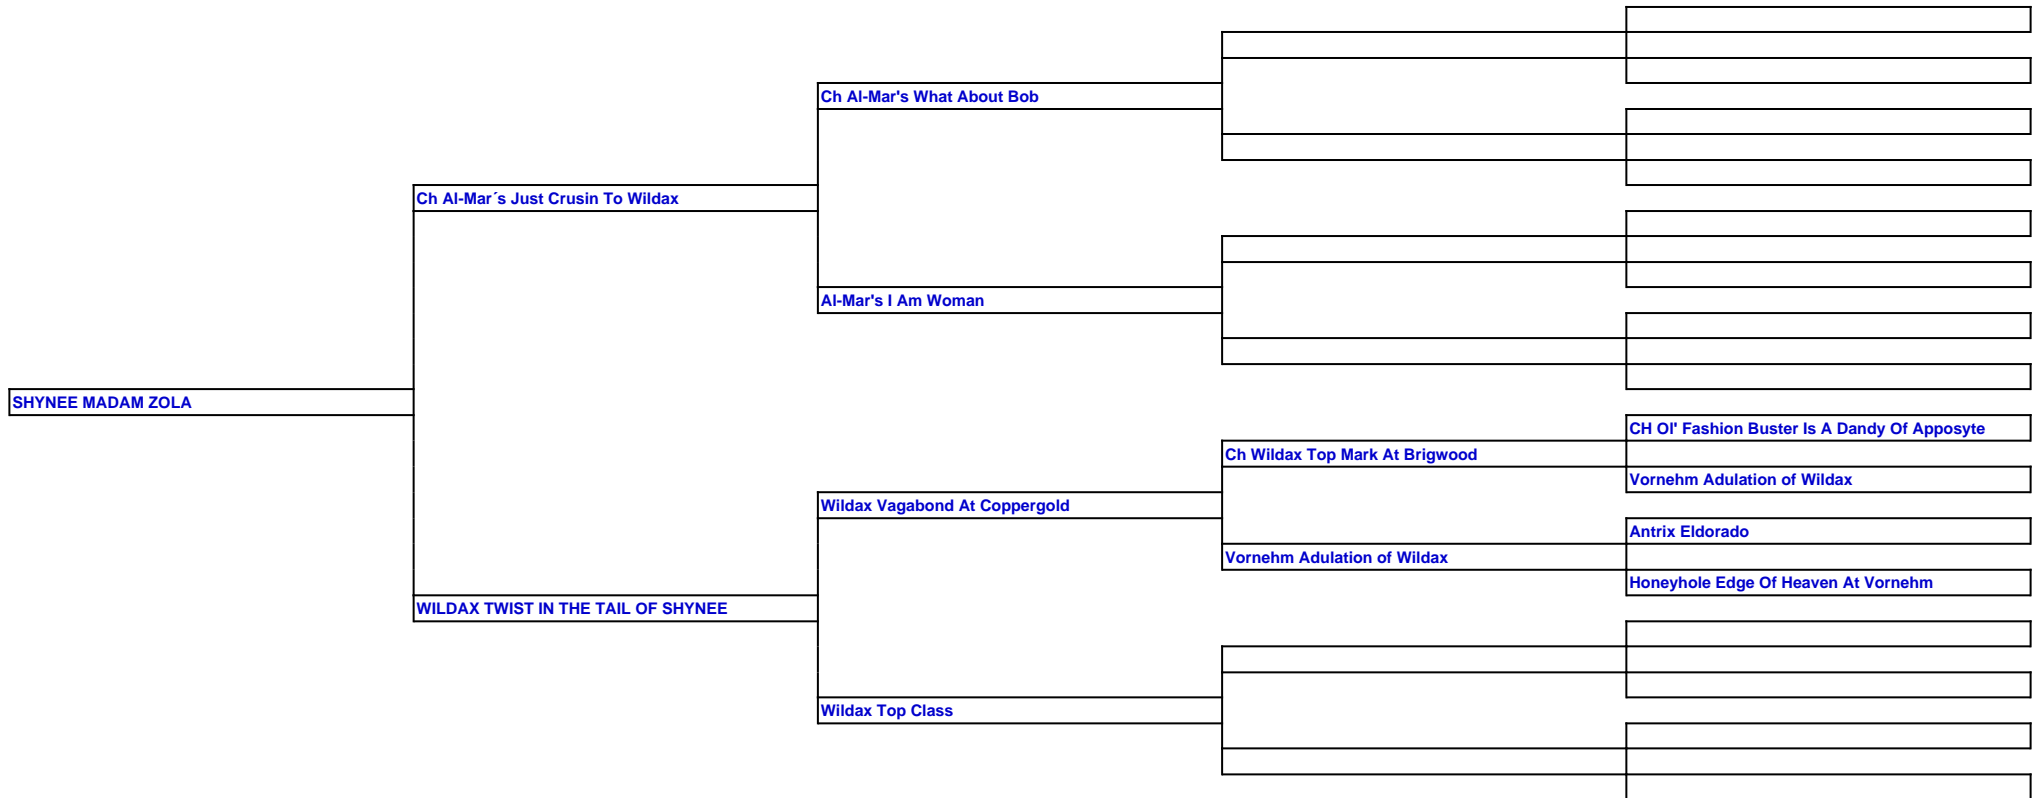 Ch Al-Mar's What About Bob
Ch Al-Mar´s Just Crusin To Wildax
Al-Mar's I Am Woman
SHYNEE MADAM ZOLA
CH Ol' Fashion Buster Is A Dandy Of Apposyte
Ch Wildax Top Mark At Brigwood
Vornehm Adulation of Wildax
Wildax Vagabond At Coppergold
Antrix Eldorado
Vornehm Adulation of Wildax
Honeyhole Edge Of Heaven At Vornehm
WILDAX TWIST IN THE TAIL OF SHYNEE
Wildax Top Class